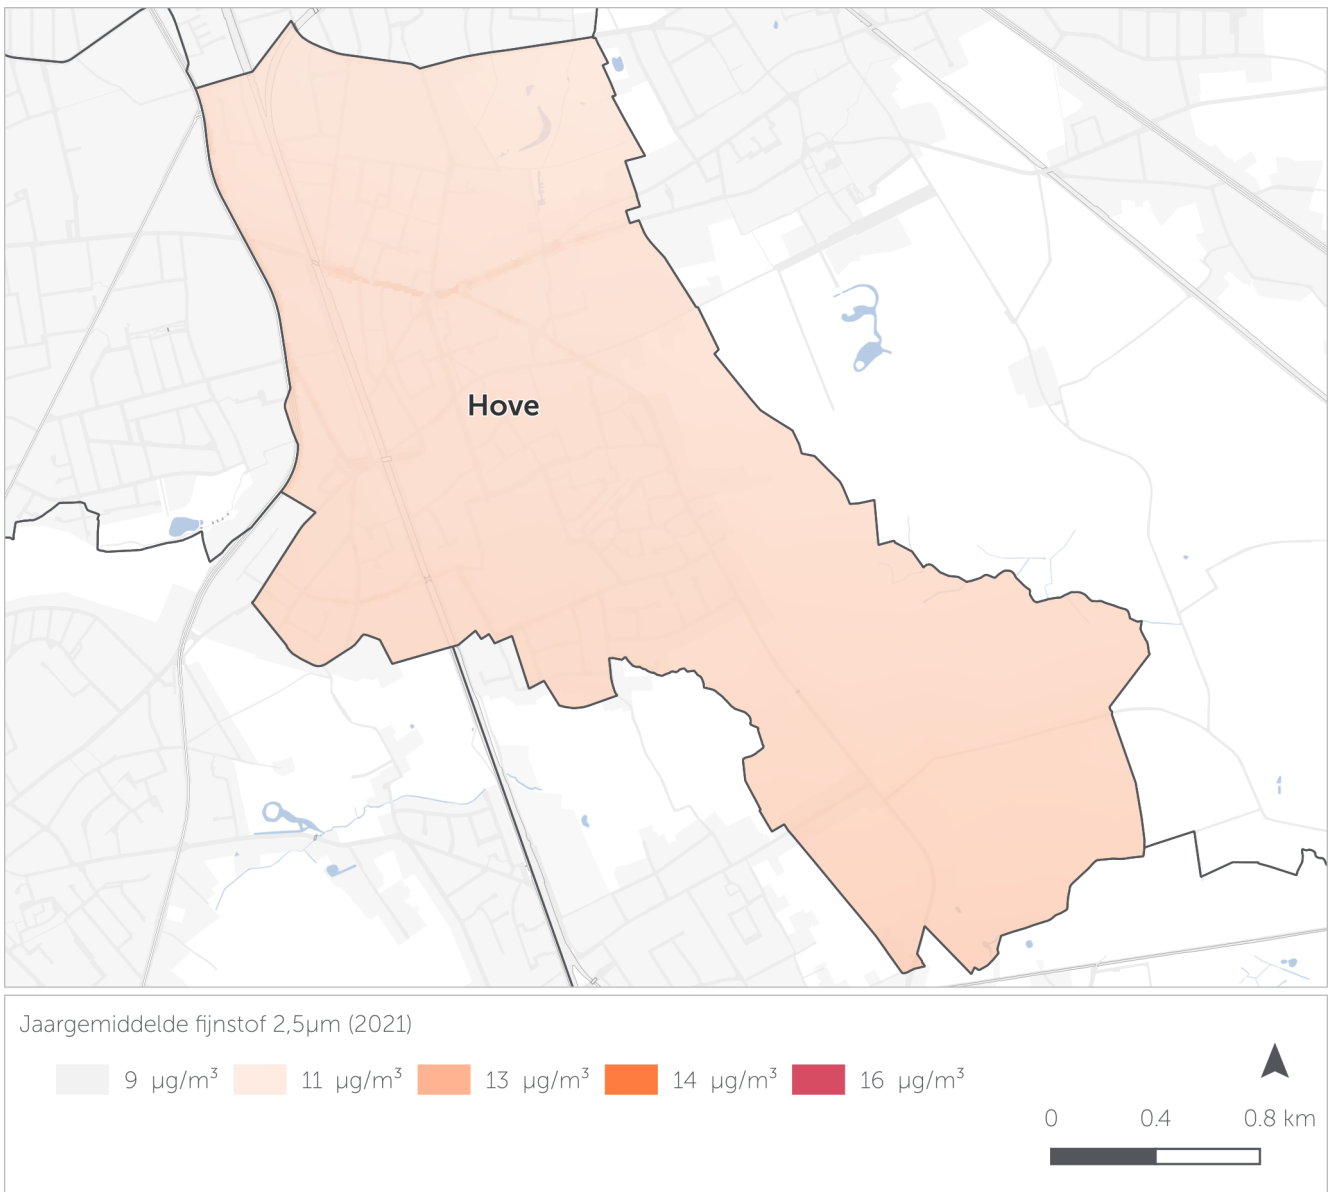 Hove
Jaargemiddelde fijnstof 2,5µm (2021)
9 µg/m³ 11 µg/m³ 13 µg/m³ 14 µg/m³ 16 µg/m³
0 0.4 0.8 km